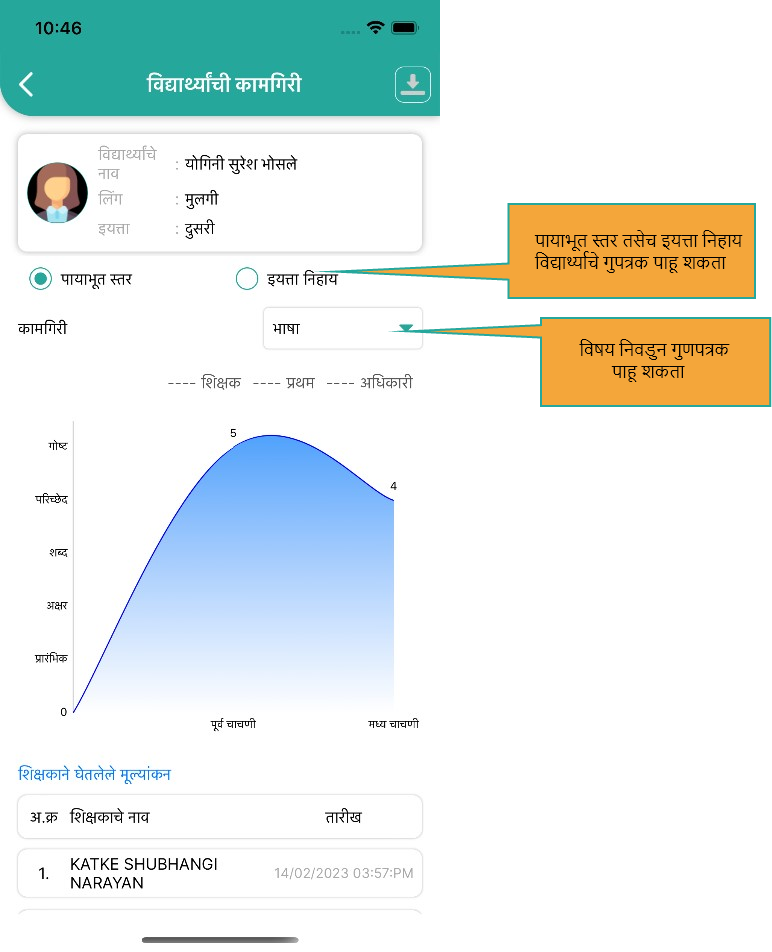 10:46
विद्यार्थ्यांची कामगिरी
विद्यार्थ्यांचे
नाव
: योगिनी सुरेश भोसले
लिंग : मुलगी
इयत्ता : दुसरी
पायाभूत स्तर इयत्ता निहाय
पायाभूत स्तर तसेच इयत्ता निहाय
विद्यार्थ्याचे गुपत्रक पाहू शकता
कामगिरी भाषा
विषय निवडुन गुणपत्रक
पाहू शकता
---- शिक्षक ---- प्रथम ---- अधिकारी
5
गोष्ट
4
परिच्छेद
शब्द
अक्षर
प्रारंभिक
0
पूर्व चाचणी मध्य चाचणी
शिक्षकाने घेतलेले मूल्यांकन
अ.क्र शिक्षकाचे नाव तारीख
1. KATKE SHUBHANGI
NARAYAN
14/02/2023 03:57:PM